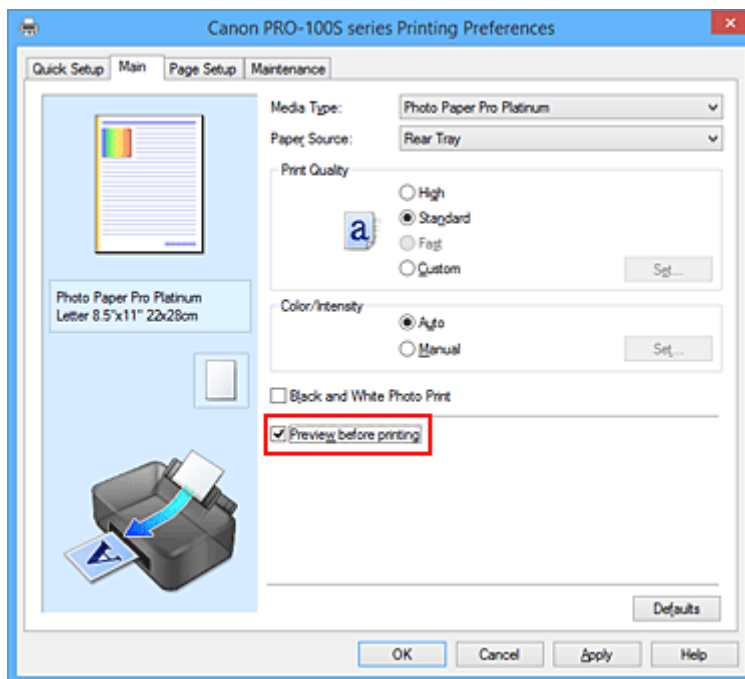 Canon PRO-100S series Printing Preferences
Quick Setup Main Page Setup Maintenance
Media Type: Photo Paper Pro Platinum
Paper Source: Rear Tray
Print Quality
High
Standard
Fast
Custom Set...
Photo Paper Pro Platinum
Letter 8.5"x11" 22x28cm
Color/Intensity
Auto
Manual Set...
Black and White Photo Print
Preview before printing
Defaults
OK Cancel Apply Help